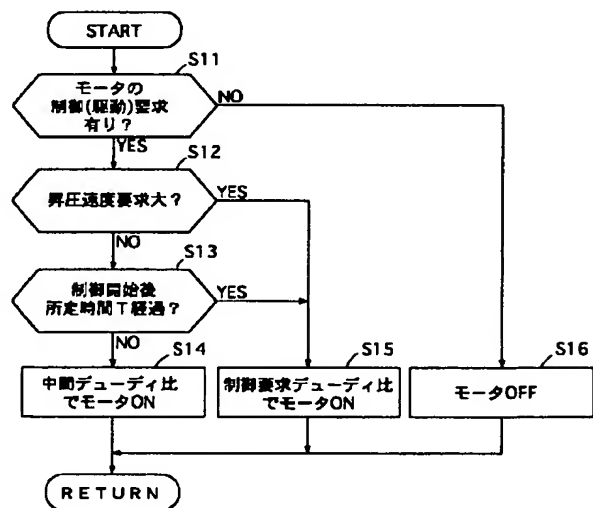 START
S11
モータの
制御(駆動)要求
有り?
NO
YES
S12
昇圧速度要求大?
YES
NO
S13
制御開始後
所定時間T経過?
YES
NO
S14
中間デューディ比
でモータON
S15
制御要求デューディ比
でモータON
S16
モータOFF
RETURN